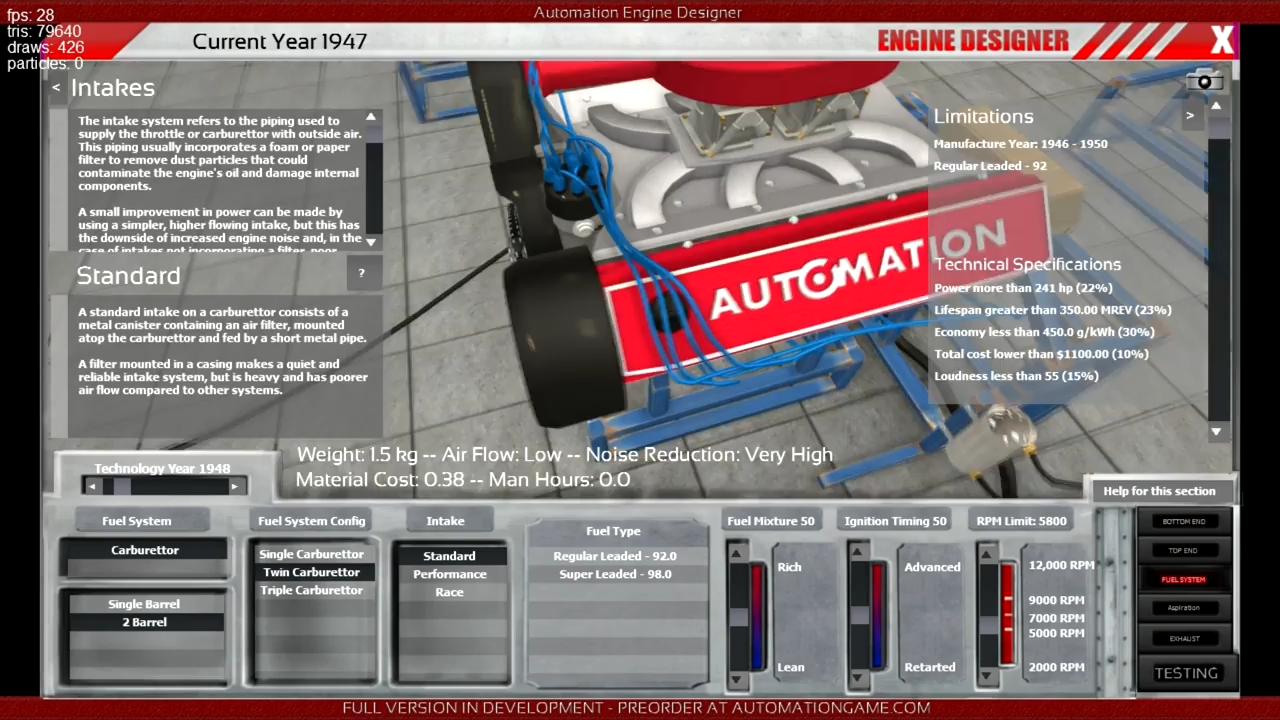 fps: 28
tris: 79640
draws: 426
particles: 0
Automation Engine Designer
Current Year 1947
ENGINE DESIGNER
X
< Intakes
The intake system refers to the piping used to
supply the throttle or carburettor with outside air.
This piping usually incorporates a foam or paper
filter to remove dust particles that could
contaminate the engine's oil and damage internal
components.
A small improvement in power can be made by
using a simpler, higher flowing intake, but this has
the downside of increased engine noise and, in the
case of intakes not incorporating a filter, poor
Standard
?
A standard intake on a carburettor consists of a
metal canister containing an air filter, mounted
atop the carburettor and fed by a short metal pipe.
A filter mounted in a casing makes a quiet and
reliable intake system, but is heavy and has poorer
air flow compared to other systems.
AUTOMATION
Limitations
>
Manufacture Year: 1946 - 1950
Regular Leaded - 92
Technical Specifications
Power more than 241 hp (22%)
Lifespan greater than 350.00 MREV (23%)
Economy less than 450.0 g/kWh (30%)
Total cost lower than $1100.00 (10%)
Loudness less than 55 (15%)
Weight: 1.5 kg -- Air Flow: Low -- Noise Reduction: Very High
Material Cost: 0.38 -- Man Hours: 0.0
Technology Year 1948
Help for this section
Fuel System
Carburettor
Single Barrel
2 Barrel
Fuel System Config
Single Carburettor
Twin Carburettor
Triple Carburettor
Intake
Standard
Performance
Race
Fuel Type
Regular Leaded - 92.0
Super Leaded - 98.0
Fuel Mixture 50
Rich
Lean
Ignition Timing 50
Advanced
Retarted
RPM Limit: 5800
12,000 RPM
9000 RPM
7000 RPM
5000 RPM
2000 RPM
BOTTOM END
TOP END
FUEL SYSTEM
Aspiration
EXHAUST
TESTING
FULL VERSION IN DEVELOPMENT - PREORDER AT AUTOMATIONGAME.COM